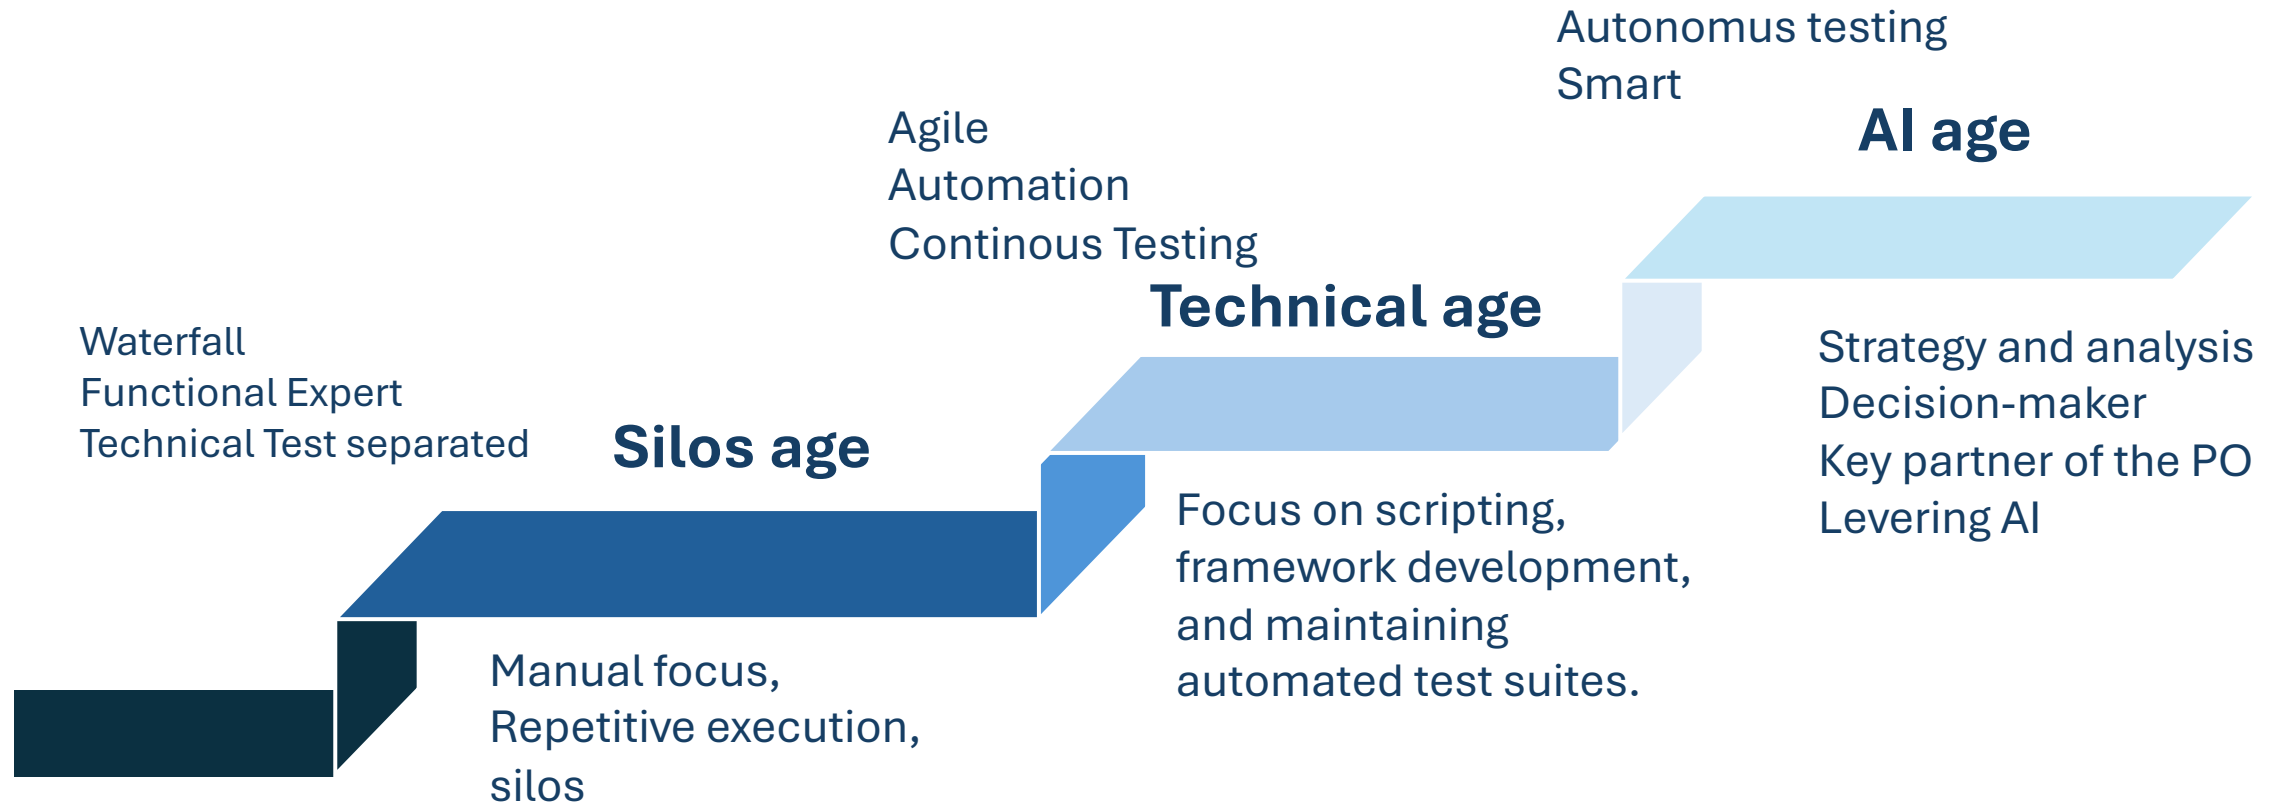 Waterfall
Functional Expert
Technical Test separated
Silos age
Manual focus,
Repetitive execution,
silos
Agile
Automation
Continous Testing
Technical age
Focus on scripting,
framework development,
and maintaining
automated test suites.
Autonomus testing
Smart
AI age
Strategy and analysis
Decision-maker
Key partner of the PO
Levering AI